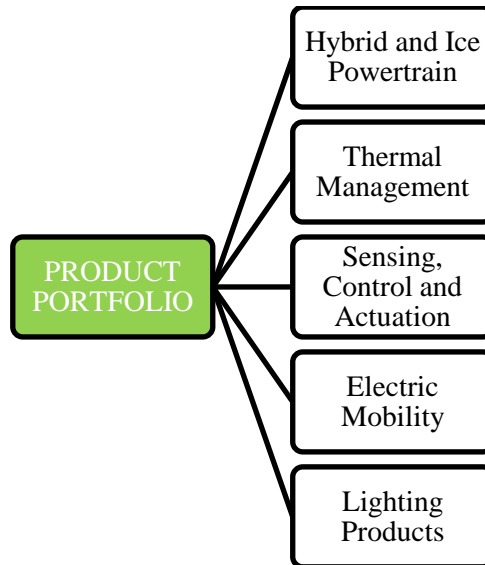 Hybrid and Ice
Powertrain
Thermal
Management
PRODUCT
PORTFOLIO
Sensing,
Control and
Actuation
Electric
Mobility
Lighting
Products